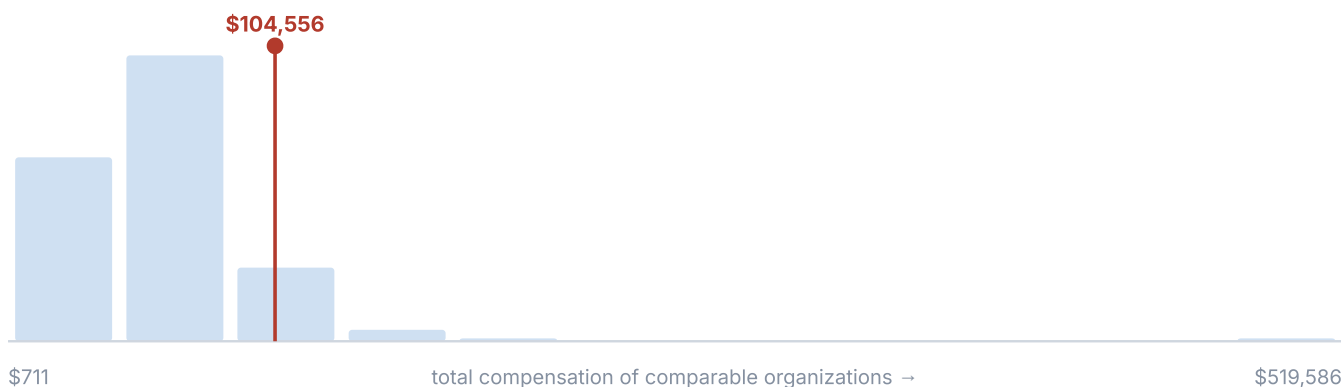 $104,556
$711 total compensation of comparable organizations → $519,586